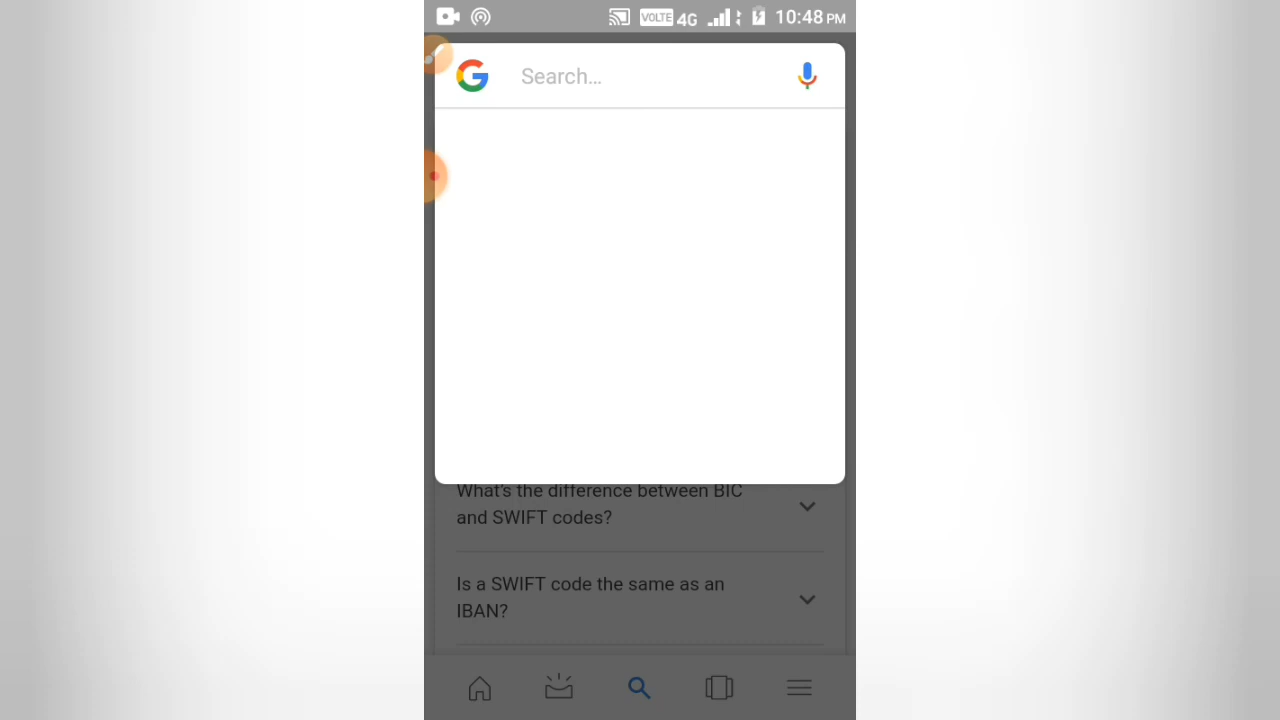 VOLTE 4G 10:48 PM
Search...
What's the difference between BIC
and SWIFT codes?
Is a SWIFT code the same as an
IBAN?